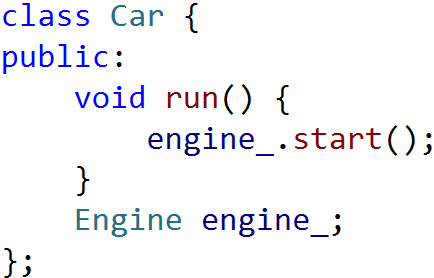 class Car {
public:
    void run() {
        engine_.start();
    }
    Engine engine_;
};